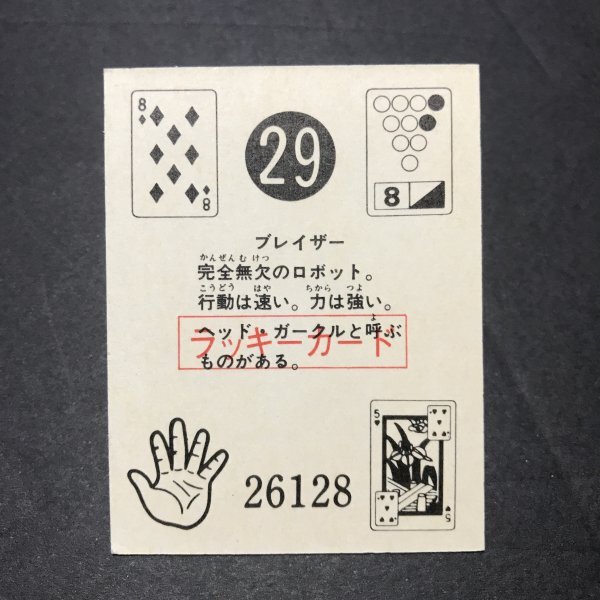 8
8
29
8
ブレイザー
かんぜんむけつ
完全無欠のロボット。
こうどう はや ちから つよ
行動は速い。力は強い。
よ
ヘッド・ガークルと呼ぶ
ラッキーカード
ものがある。
5
26128
5